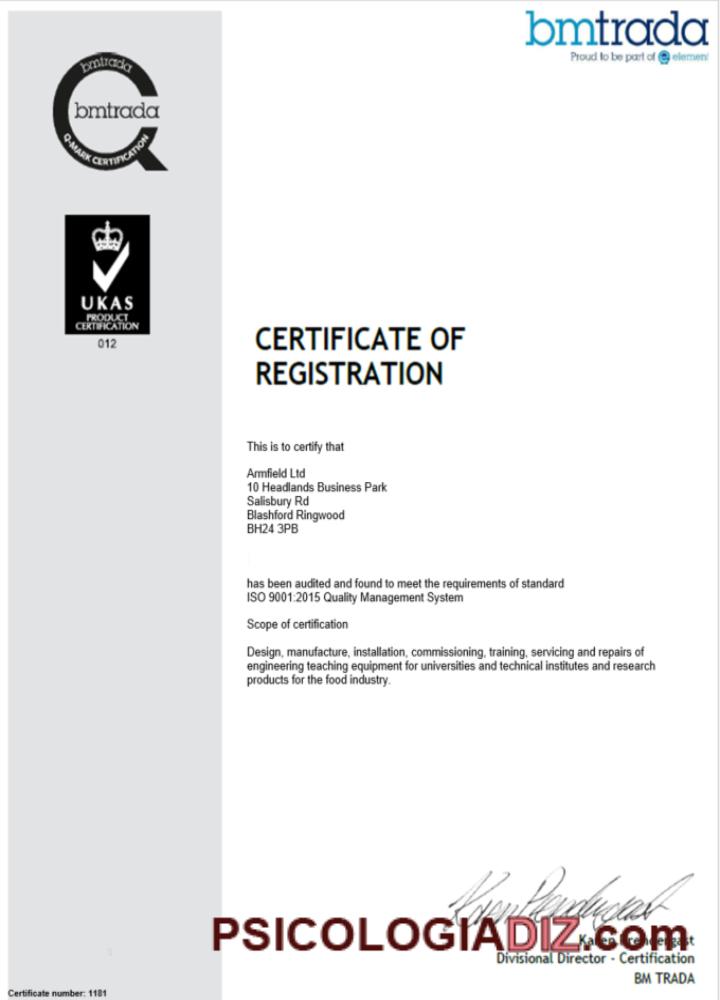 bmtrada
Proud to be part of element
bmtrada
bmtrada
Q-MARK CERTIFICATION
UKAS
PRODUCT
CERTIFICATION
012
CERTIFICATE OF
REGISTRATION
This is to certify that
Armfield Ltd
10 Headlands Business Park
Salisbury Rd
Blashford Ringwood
BH24 3PB
has been audited and found to meet the requirements of standard
ISO 9001:2015 Quality Management System
Scope of certification
Design, manufacture, installation, commissioning, training, servicing and repairs of
engineering teaching equipment for universities and technical institutes and research
products for the food industry.
Karen Prendergast
PSICOLOGIADIZ.com
Karen Prendergast
Divisional Director - Certification
BM TRADA
Certificate number: 1181